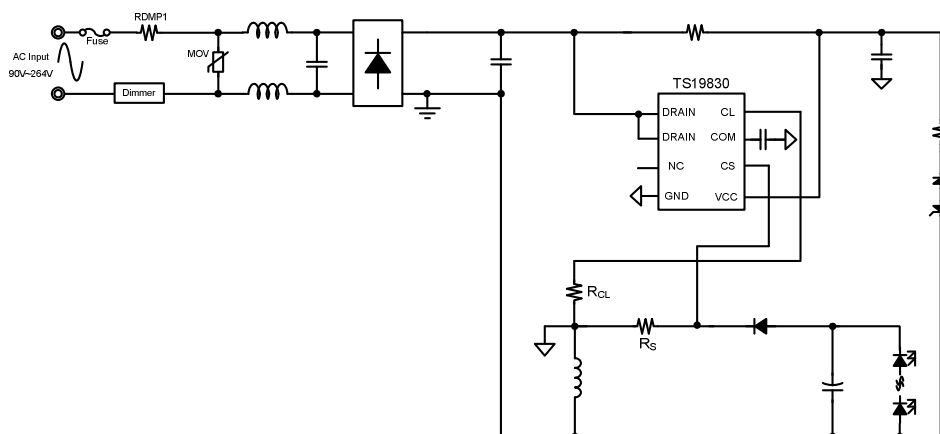 RDMP1
Fuse
MOV
AC Input
90V~264V
Dimmer
TS19830
DRAIN CL
DRAIN COM
NC CS
GND VCC
RCL
RS